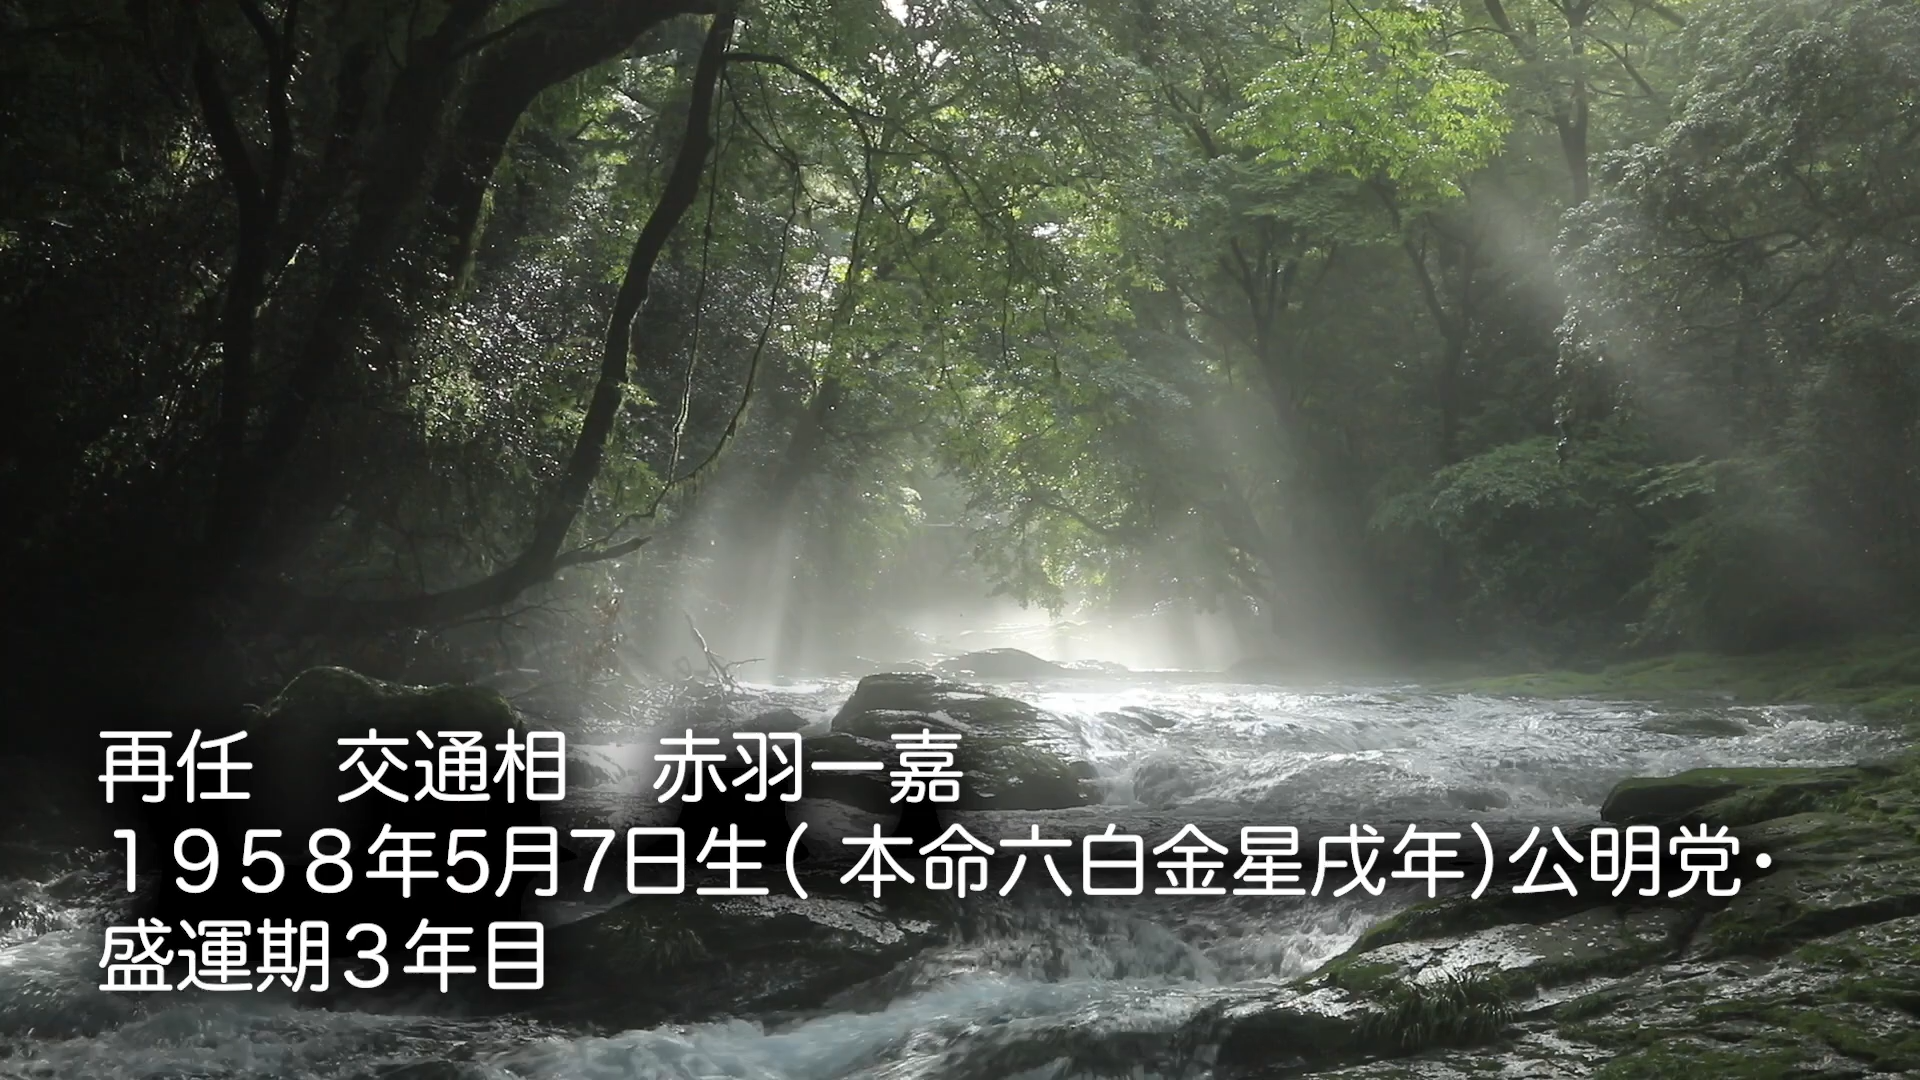 再任　交通相　赤羽一嘉
１９５８年5月7日生( 本命六白金星戌年)公明党･
盛運期３年目